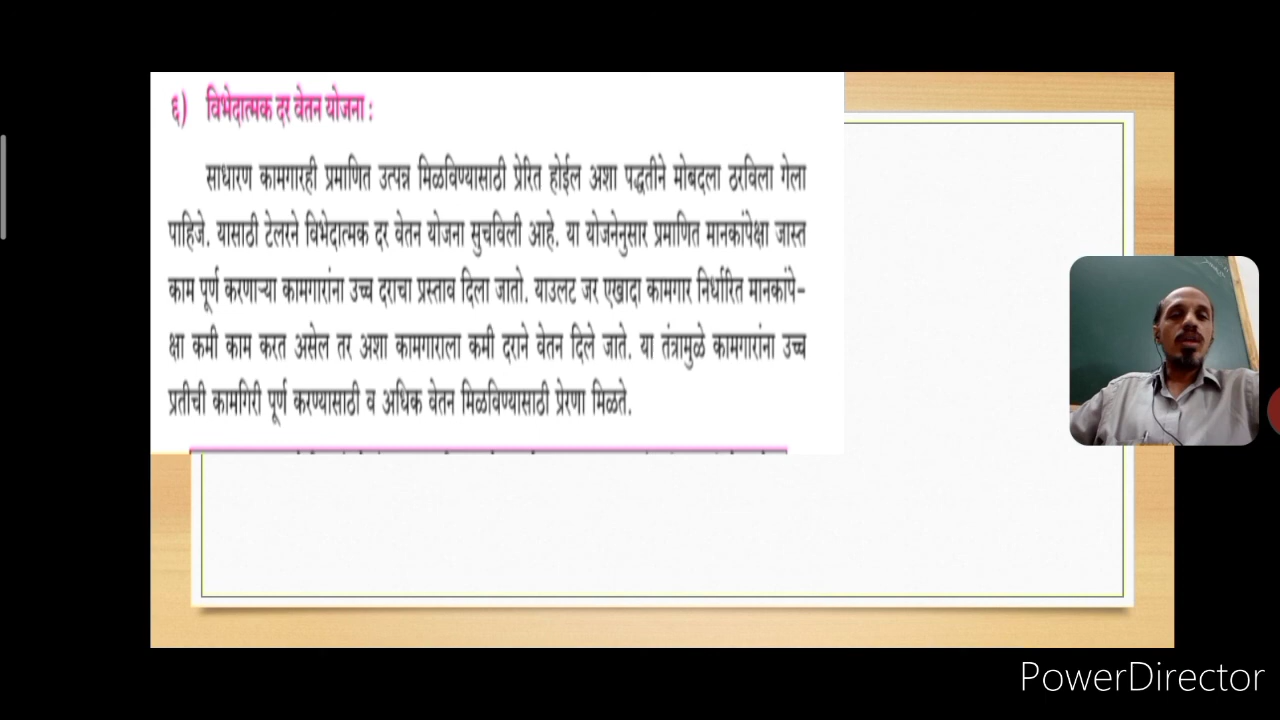 ६) विभेदात्मक दर वेतन योजना :
साधारण कामगारही प्रमाणित उत्पन्न मिळविण्यासाठी प्रेरित होईल अशा पद्धतीने मोबदला ठरविला गेला
पाहिजे. यासाठी टेलरने विभेदात्मक दर वेतन योजना सुचविली आहे. या योजनेनुसार प्रमाणित मानकांपेक्षा जास्त
काम पूर्ण करणाऱ्या कामगारांना उच्च दराचा प्रस्ताव दिला जातो. याउलट जर एखादा कामगार निर्धारित मानकांपे-
क्षा कमी काम करत असेल तर अशा कामगाराला कमी दराने वेतन दिले जाते. या तंत्रामुळे कामगारांना उच्च
प्रतीची कामगिरी पूर्ण करण्यासाठी व अधिक वेतन मिळविण्यासाठी प्रेरणा मिळते.
PowerDirector